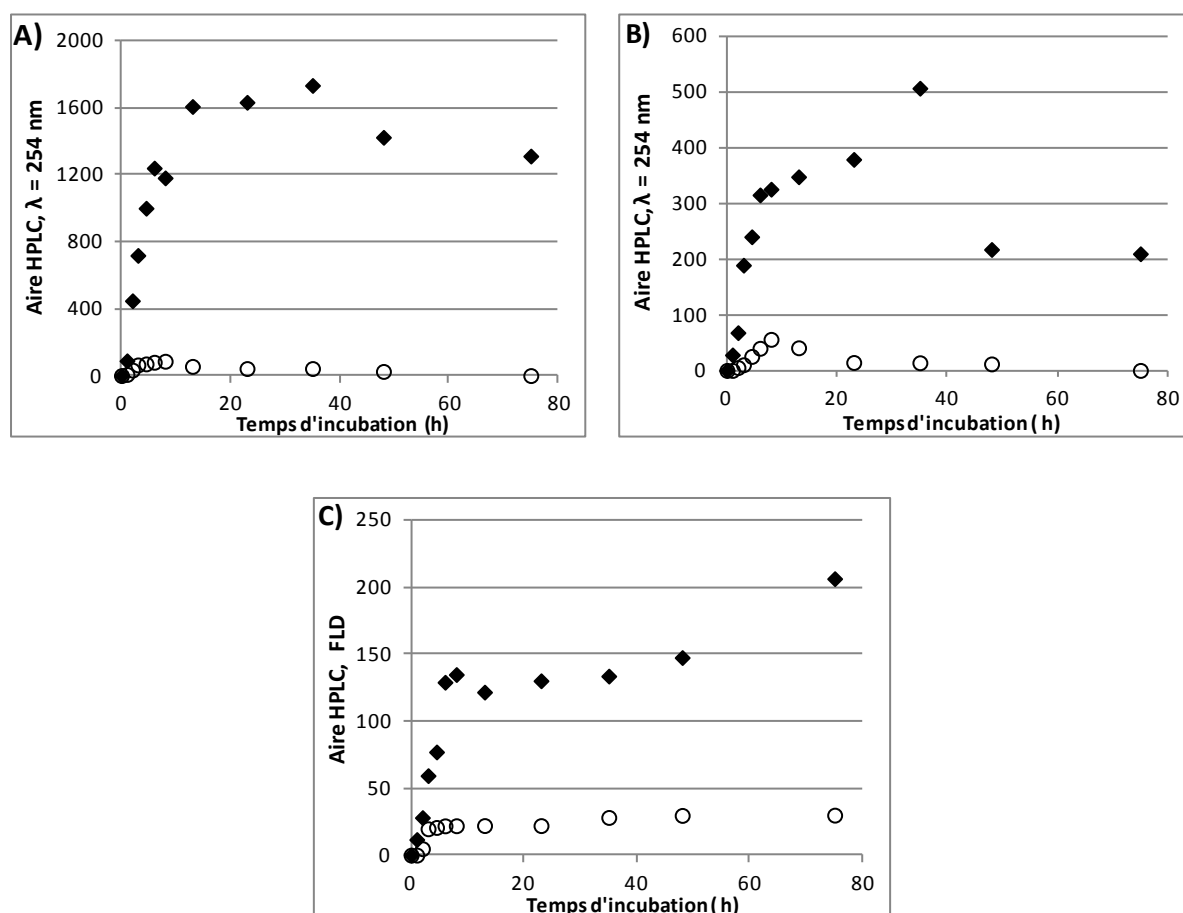 A)
Aire HPLC, λ = 254 nm
2000
1600
1200
800
400
0
0 20 40 60 80
Temps d'incubation (h)
B)
Aire HPLC, λ = 254 nm
600
500
400
300
200
100
0
0 20 40 60 80
Temps d'incubation ( h)
C)
Aire HPLC, FLD
250
200
150
100
50
0
0 20 40 60 80
Temps d'incubation ( h)